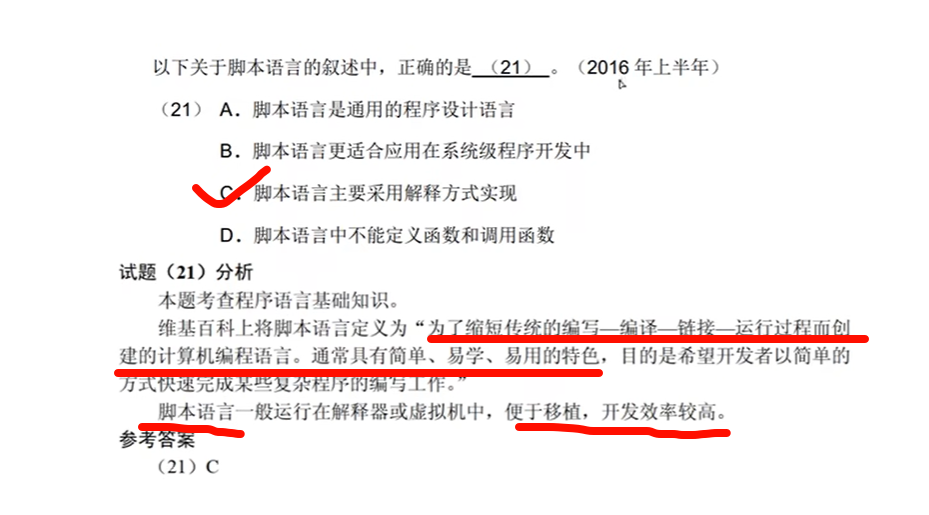 以下关于脚本语言的叙述中，正确的是 （21） 。（2016 年上半年）
（21） A．脚本语言是通用的程序设计语言
B．脚本语言更适合应用在系统级程序开发中
C．脚本语言主要采用解释方式实现
D．脚本语言中不能定义函数和调用函数
试题（21）分析
本题考查程序语言基础知识。
维基百科上将脚本语言定义为“为了缩短传统的编写—编译—链接—运行过程而创
建的计算机编程语言。通常具有简单、易学、易用的特色，目的是希望开发者以简单的
方式快速完成某些复杂程序的编写工作。”
脚本语言一般运行在解释器或虚拟机中，便于移植，开发效率较高。
参考答案
（21）C